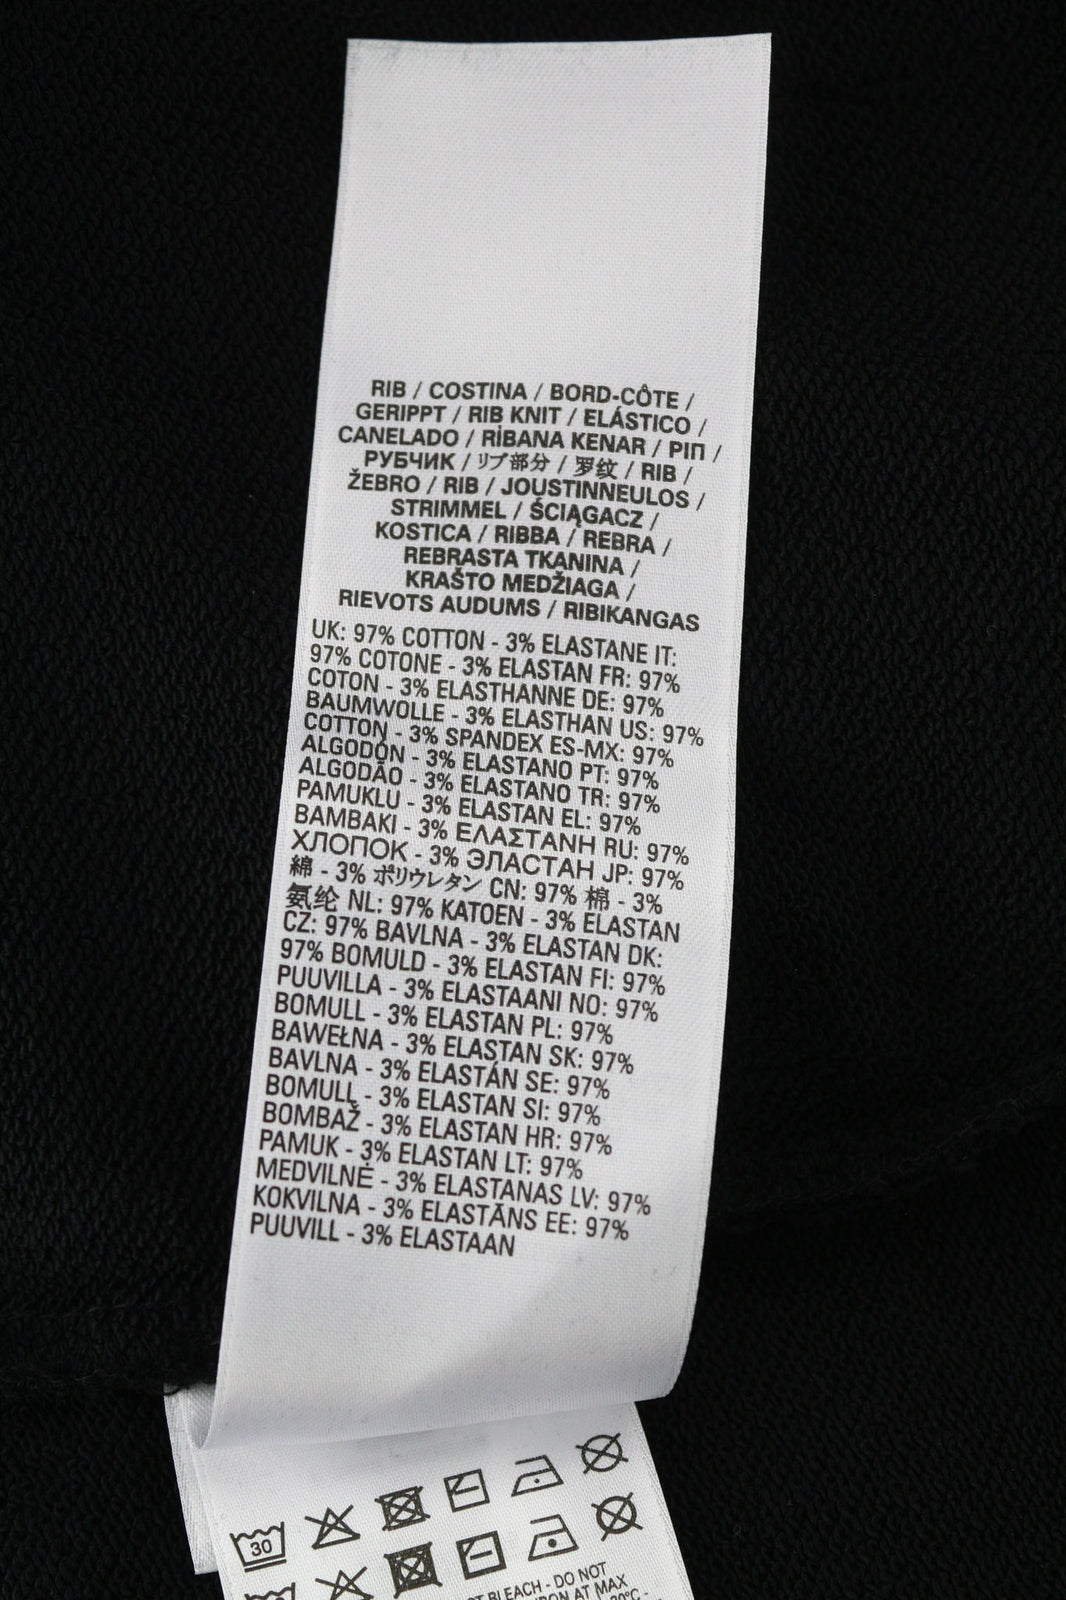 RIB / COSTINA / BORD-CÔTE /
GERIPPT / RIB KNIT / ELÁSTICO /
CANELADO / RİBANA KENAR / РІП /
РУБЧИК / リブ部分 / 罗纹 / RIB /
ŽEBRO / RIB / JOUSTINNEULOS /
STRIMMEL / ŚCIĄGACZ /
KOSTICA / RIBBA / REBRA /
REBRASTA TKANINA /
KRAŠTO MEDŽIAGA /
RIEVOTS AUDUMS / RIBIKANGAS
UK: 97% COTTON - 3% ELASTANE IT:
97% COTONE - 3% ELASTAN FR: 97%
COTON - 3% ELASTHANNE DE: 97%
BAUMWOLLE - 3% ELASTHAN US: 97%
COTTON - 3% SPANDEX ES-MX: 97%
ALGODÓN - 3% ELASTANO PT: 97%
ALGODÃO - 3% ELASTANO TR: 97%
PAMUKLU - 3% ELASTAN EL: 97%
ΒΑΜΒΑΚΙ - 3% ΕΛΑΣΤΑΝΗ RU: 97%
ХЛОПОК - 3% ЭЛАСТАН JP: 97%
綿 - 3% ポリウレタン CN: 97% 棉 - 3%
氨纶 NL: 97% KATOEN - 3% ELASTAN
CZ: 97% BAVLNA - 3% ELASTAN DK:
97% BOMULD - 3% ELASTAN FI: 97%
PUUVILLA - 3% ELASTAANI NO: 97%
BOMULL - 3% ELASTAN PL: 97%
BAWEŁNA - 3% ELASTAN SK: 97%
BAVLNA - 3% ELASTÁN SE: 97%
BOMULL - 3% ELASTAN SI: 97%
BOMBAŽ - 3% ELASTAN HR: 97%
PAMUK - 3% ELASTAN LT: 97%
MEDVILNĖ - 3% ELASTANAS LV: 97%
KOKVILNA - 3% ELASTĀNS EE: 97%
PUUVILL - 3% ELASTAAN
30
BLEACH - DO NOT
AT MAX